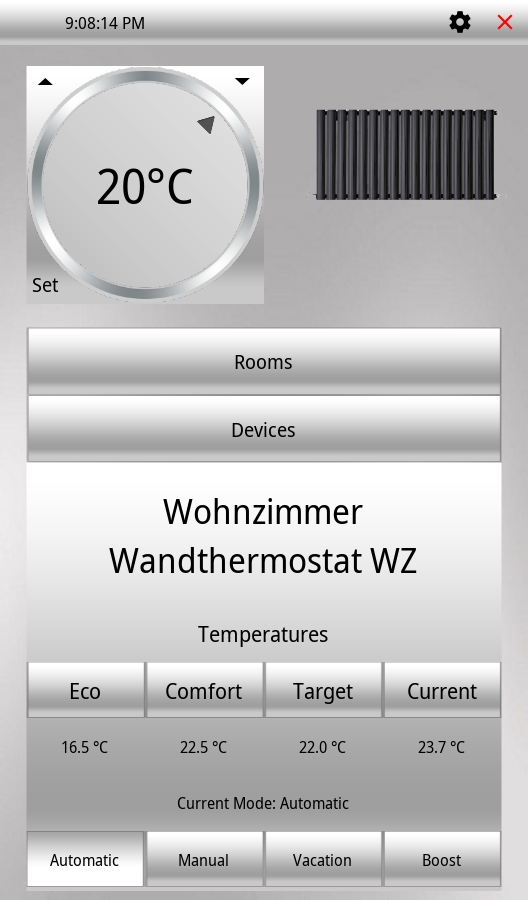 9:08:14 PM
20°C
Set
Rooms
Devices
Wohnzimmer
Wandthermostat WZ
Temperatures
Eco Comfort Target Current
16.5 °C 22.5 °C 22.0 °C 23.7 °C
Current Mode: Automatic
Automatic Manual Vacation Boost